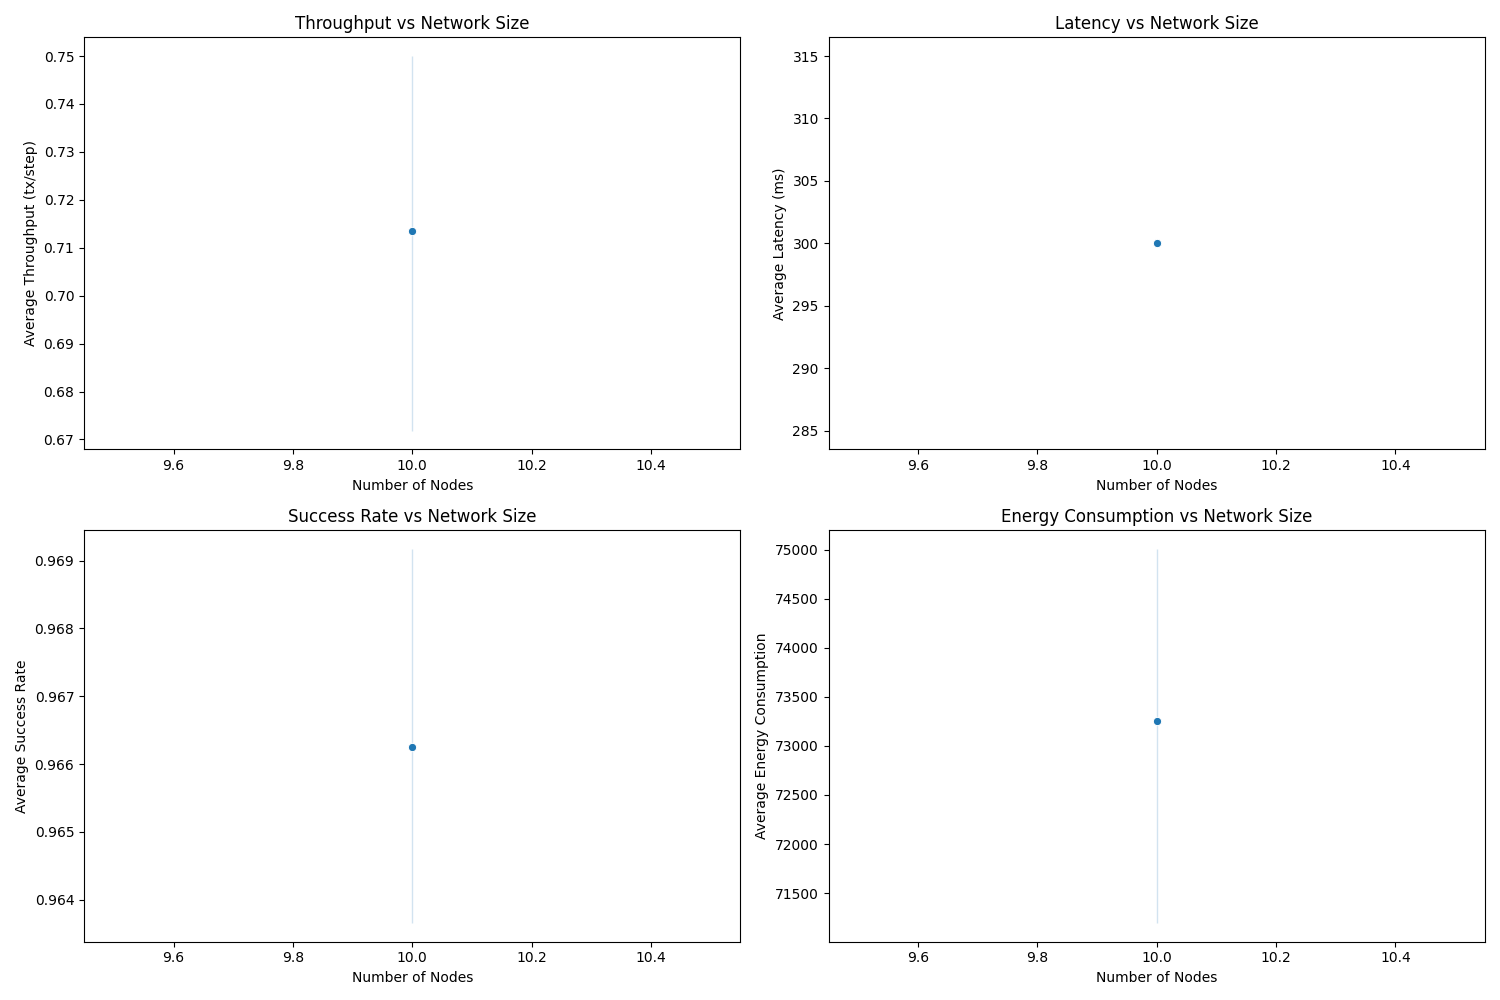 Throughput vs Network Size
Average Throughput (tx/step)
0.75
0.74
0.73
0.72
0.71
0.70
0.69
0.68
0.67
9.6 9.8 10.0 10.2 10.4
Number of Nodes
Latency vs Network Size
Average Latency (ms)
315
310
305
300
295
290
285
9.6 9.8 10.0 10.2 10.4
Number of Nodes
Success Rate vs Network Size
Average Success Rate
0.969
0.968
0.967
0.966
0.965
0.964
9.6 9.8 10.0 10.2 10.4
Number of Nodes
Energy Consumption vs Network Size
Average Energy Consumption
75000
74500
74000
73500
73000
72500
72000
71500
9.6 9.8 10.0 10.2 10.4
Number of Nodes